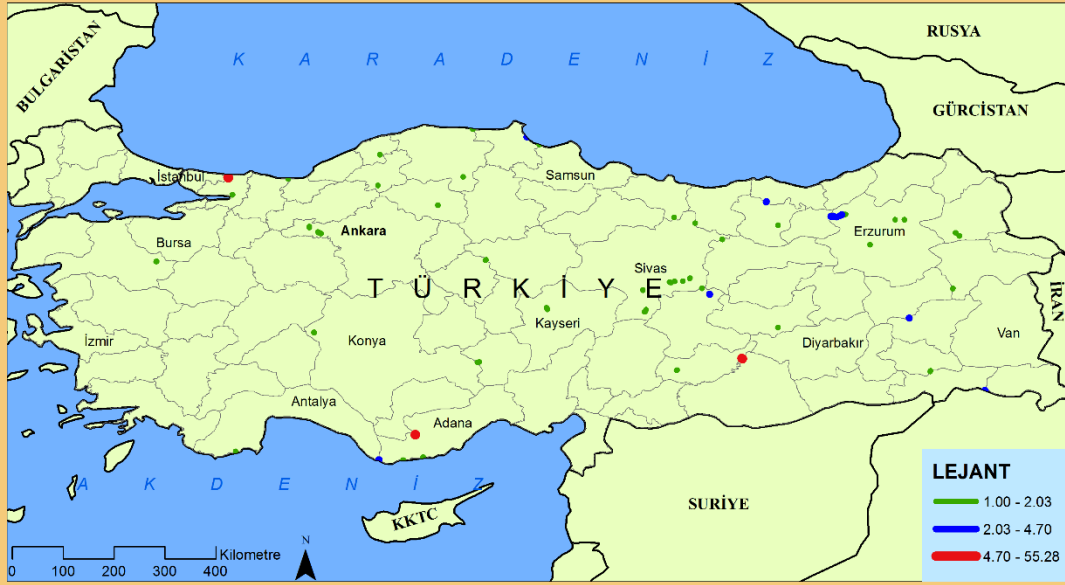 RUSYA
BULGARİSTAN
K A R A D E N İ Z
GÜRCİSTAN
İstanbul
Samsun
Ankara
Erzurum
Bursa
Sivas
T Ü R K İ Y E
İRAN
Kayseri
Van
İzmir
Konya
Diyarbakır
Antalya
Adana
A K D E N İ Z
SURİYE
KKTC
LEJANT
1.00 - 2.03
2.03 - 4.70
4.70 - 55.28
N
Kilometre
0 100 200 300 400